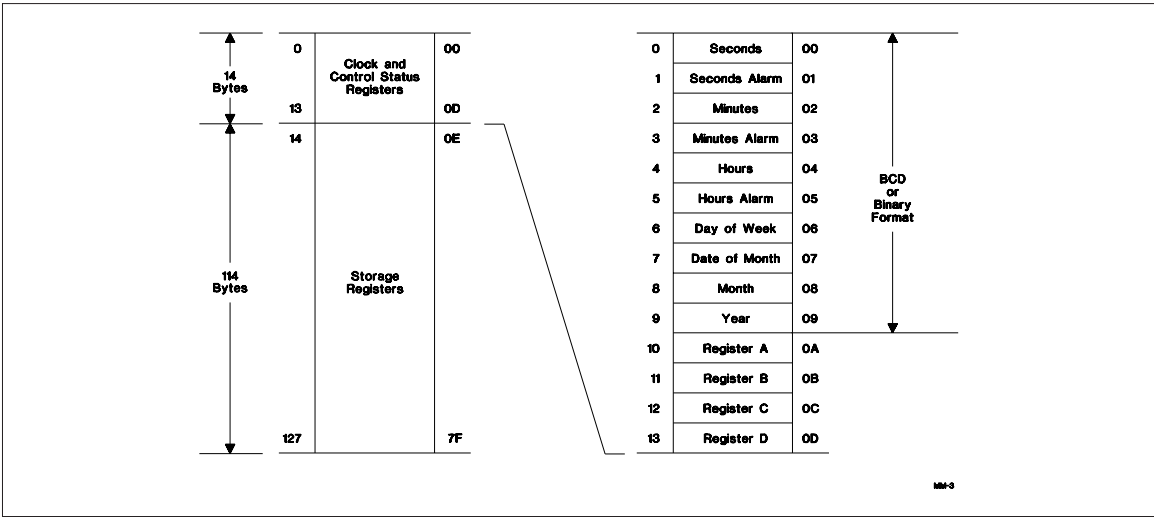 0 00
14
Bytes
Clock and
Control Status
Registers
13 0D
14 0E
114
Bytes
Storage
Registers
127 7F
0 Seconds 00
1 Seconds Alarm 01
2 Minutes 02
3 Minutes Alarm 03
4 Hours 04
5 Hours Alarm 05
6 Day of Week 06
7 Date of Month 07
8 Month 08
9 Year 09
10 Register A 0A
11 Register B 0B
12 Register C 0C
13 Register D 0D
BCD
or
Binary
Format
MM-3